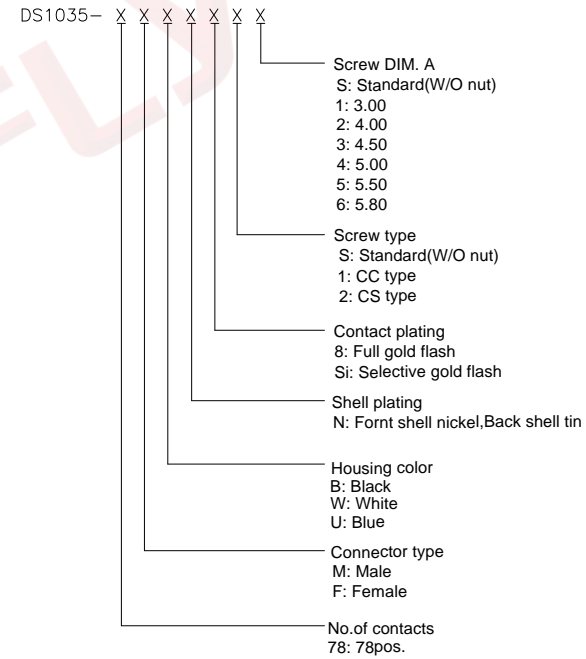 DS1035- X X X X X X X
Screw DIM. A
S: Standard(W/O nut)
1: 3.00
2: 4.00
3: 4.50
4: 5.00
5: 5.50
6: 5.80
Screw type
S: Standard(W/O nut)
1: CC type
2: CS type
Contact plating
8: Full gold flash
Si: Selective gold flash
Shell plating
N: Fornt shell nickel,Back shell tin
Housing color
B: Black
W: White
U: Blue
Connector type
M: Male
F: Female
No.of contacts
78: 78pos.